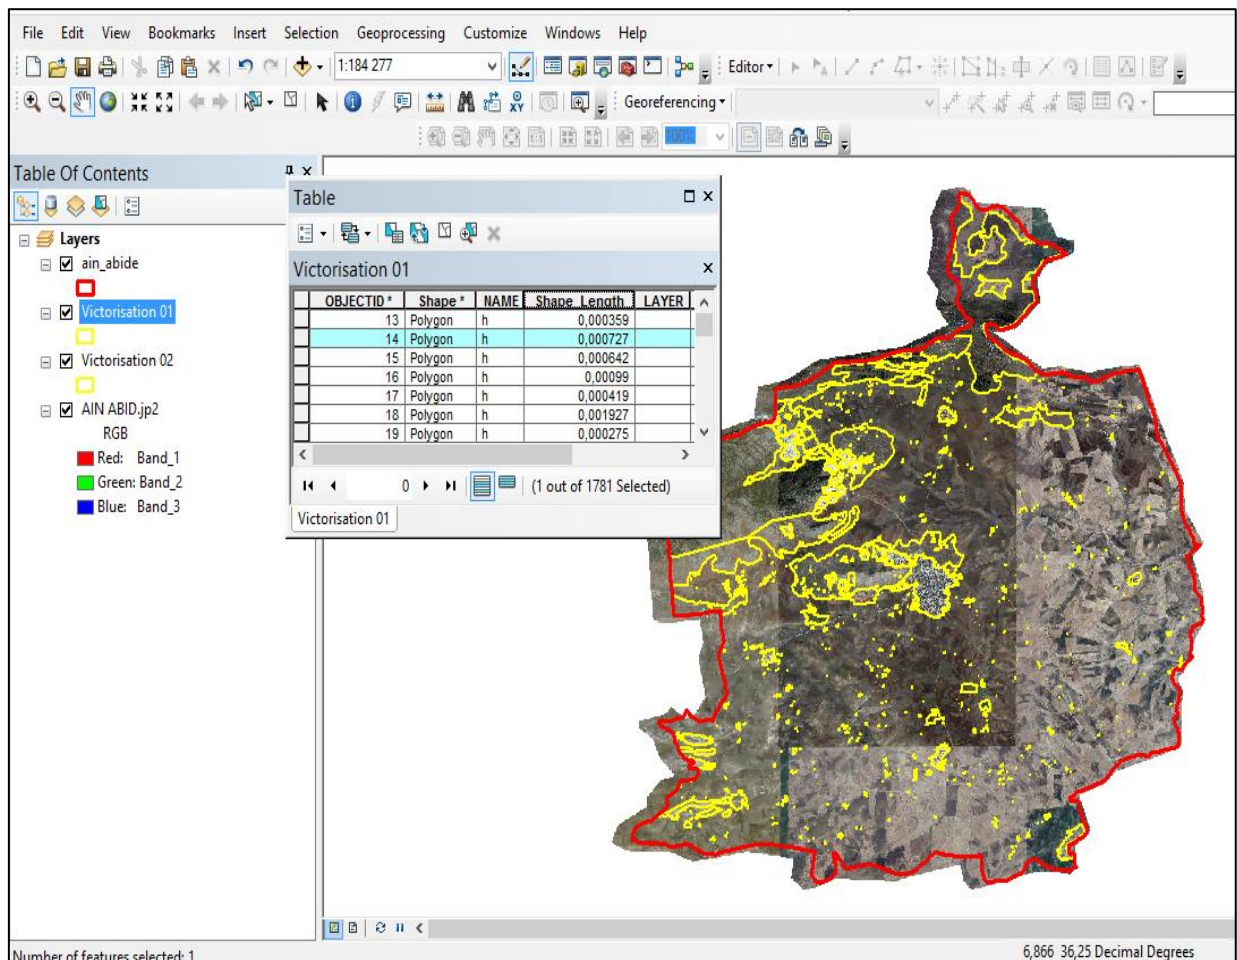 File Edit View Bookmarks Insert Selection Geoprocessing Customize Windows Help
1:184 277 Editor
Georeferencing
100%
Table Of Contents
Layers
ain_abide
Victorisation 01
Victorisation 02
AIN ABID.jp2
RGB
Red: Band_1
Green: Band_2
Blue: Band_3
Table
Victorisation 01
OBJECTID * Shape * NAME Shape_Length LAYER
13 Polygon h 0,000359
14 Polygon h 0,000727
15 Polygon h 0,000642
16 Polygon h 0,00099
17 Polygon h 0,000419
18 Polygon h 0,001927
19 Polygon h 0,000275
0 (1 out of 1781 Selected)
Victorisation 01
Number of features selected: 1
6,866 36,25 Decimal Degrees